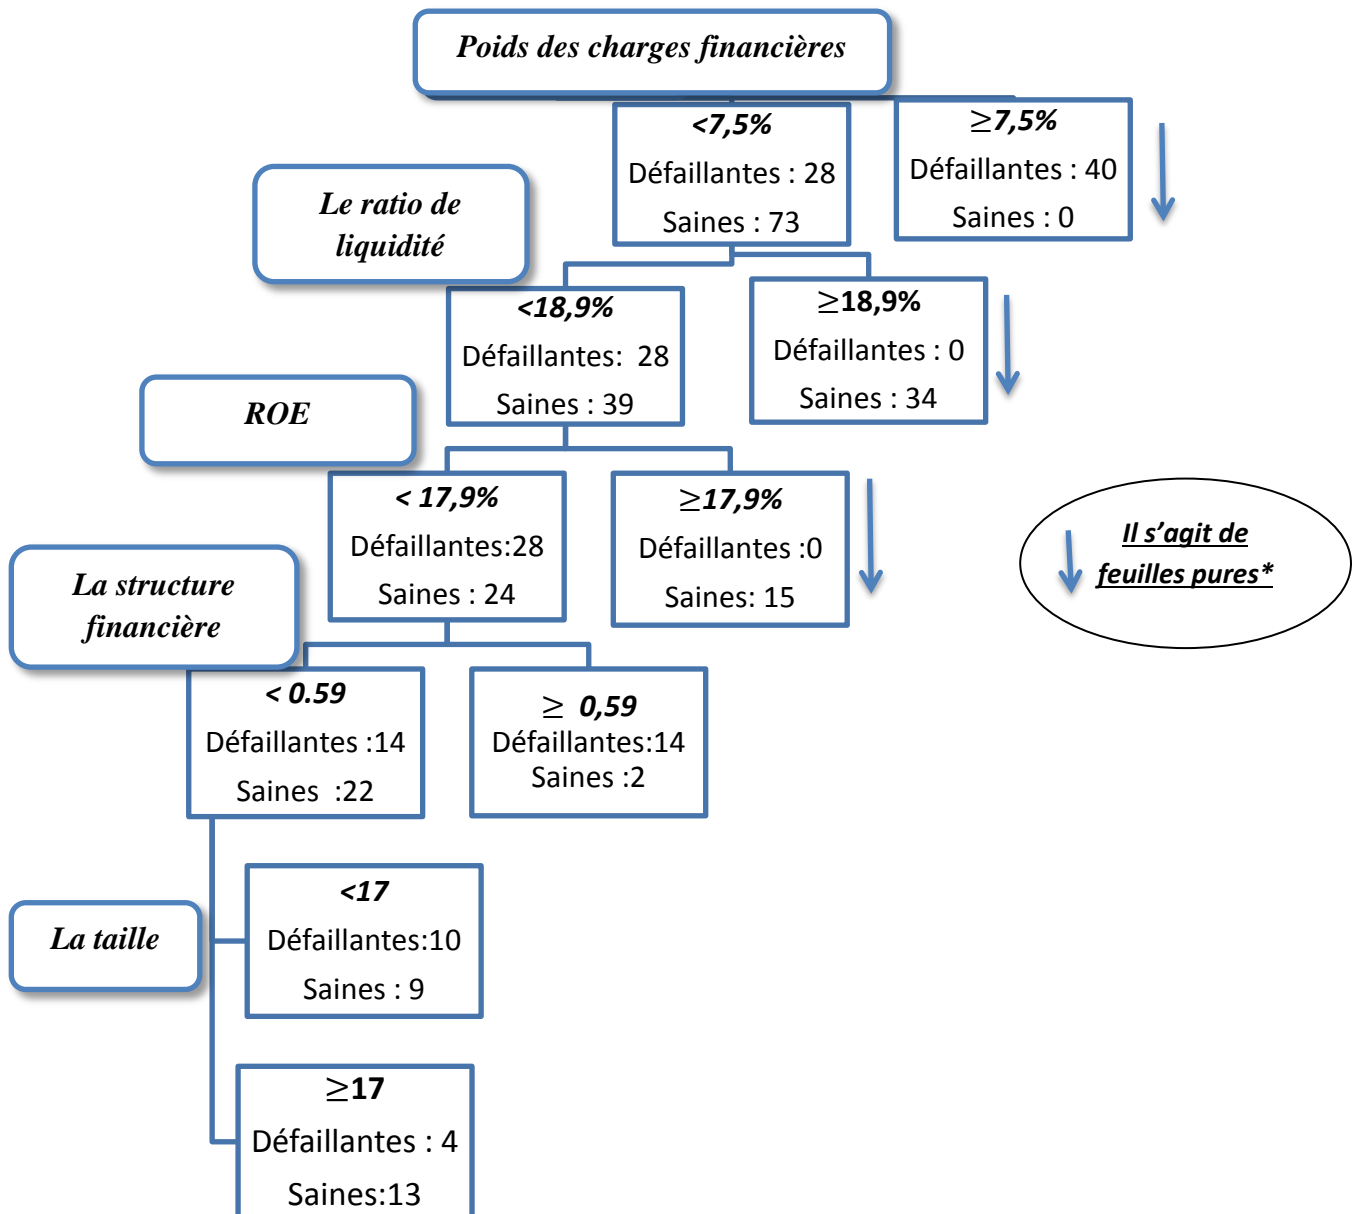 Poids des charges financières
<7,5%
Défaillantes : 28
Saines : 73
≥7,5%
Défaillantes : 40
Saines : 0
Le ratio de
liquidité
<18,9%
Défaillantes: 28
Saines : 39
≥18,9%
Défaillantes : 0
Saines : 34
ROE
< 17,9%
Défaillantes:28
Saines : 24
≥17,9%
Défaillantes :0
Saines: 15
Il s’agit de
feuilles pures*
La structure
financière
< 0.59
Défaillantes :14
Saines :22
≥ 0,59
Défaillantes:14
Saines :2
La taille
<17
Défaillantes:10
Saines : 9
≥17
Défaillantes : 4
Saines:13